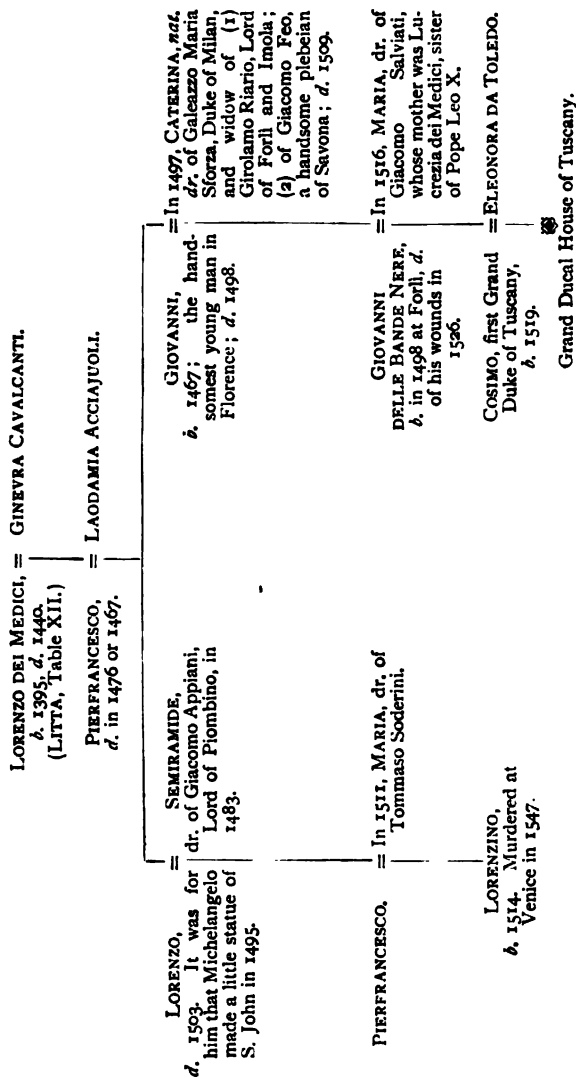 LORENZO DEI MEDICI, = GINEVRA CAVALCANTI.
b. 1395, d. 1440.
(LITTA, Table XII.)
PIERFRANCESCO, = LAODAMIA ACCIAJUOLI.
d. in 1476 or 1467.
LORENZO,
d. 1503. It was for
him that Michelangelo
made a little statue of
S. John in 1495.
=
SEMIRAMIDE,
dr. of Giacomo Appiani,
Lord of Piombino, in
1483.
GIOVANNI,
b. 1467; the hand-
somest young man in
Florence; d. 1498.
= In 1497, CATERINA, nat.
dr. of Galeazzo Maria
Sforza, Duke of Milan,
and widow of (1)
Girolamo Riario, Lord
of Forlì and Imola;
(2) of Giacomo Feo,
a handsome plebeian
of Savona; d. 1509.
PIERFRANCESCO.
= In 1511, MARIA, dr. of
Tommaso Soderini.
GIOVANNI
DELLE BANDE NERE,
b. in 1498 at Forlì, d.
of his wounds in
1526.
= In 1516, MARIA, dr. of
Giacomo Salviati,
whose mother was Lu-
crezia dei Medici, sister
of Pope Leo X.
LORENZINO,
b. 1514. Murdered at
Venice in 1547.
COSIMO, first Grand
Duke of Tuscany,
b. 1519.
= ELEONORA DA TOLEDO.
Grand Ducal House of Tuscany.